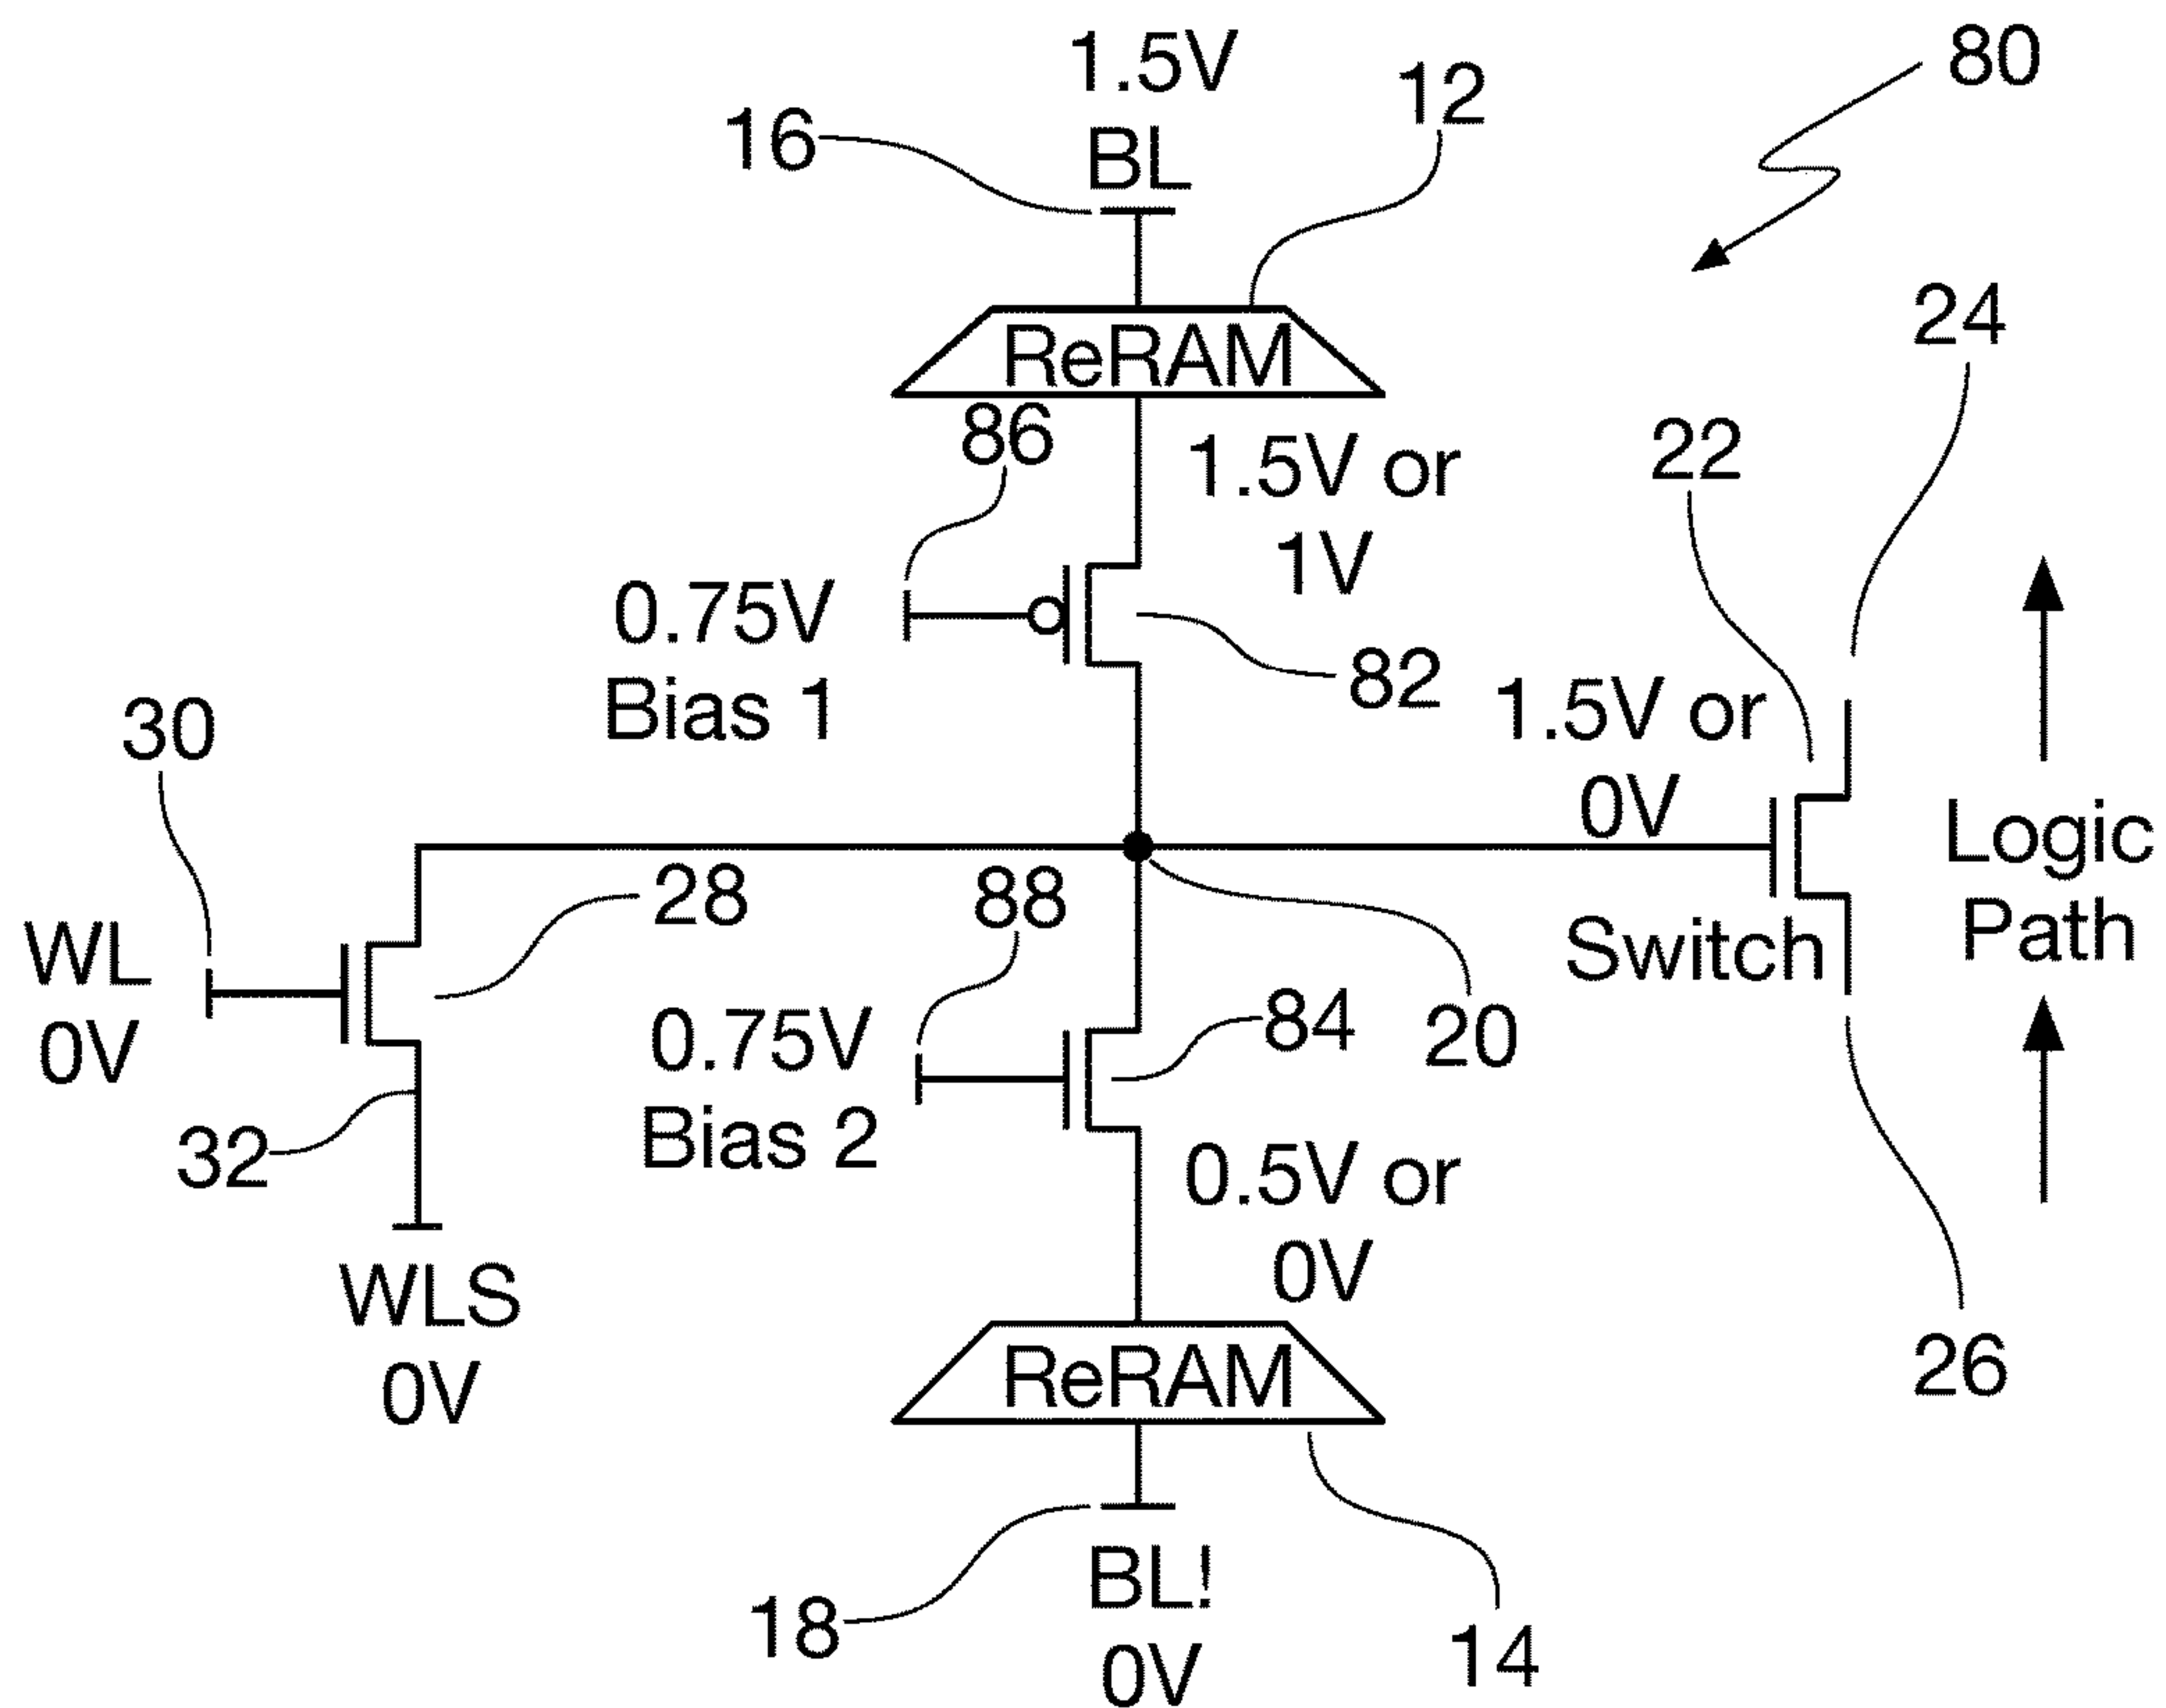 1.5V
BL
16
12
80
ReRAM
24
86
1.5V or
1V
22
0.75V
Bias 1
82
30
1.5V or
0V
Logic
Path
28
88
Switch
WL
0V
0.75V
Bias 2
84
20
32
0.5V or
0V
WLS
0V
ReRAM
26
18
BL!
0V
14